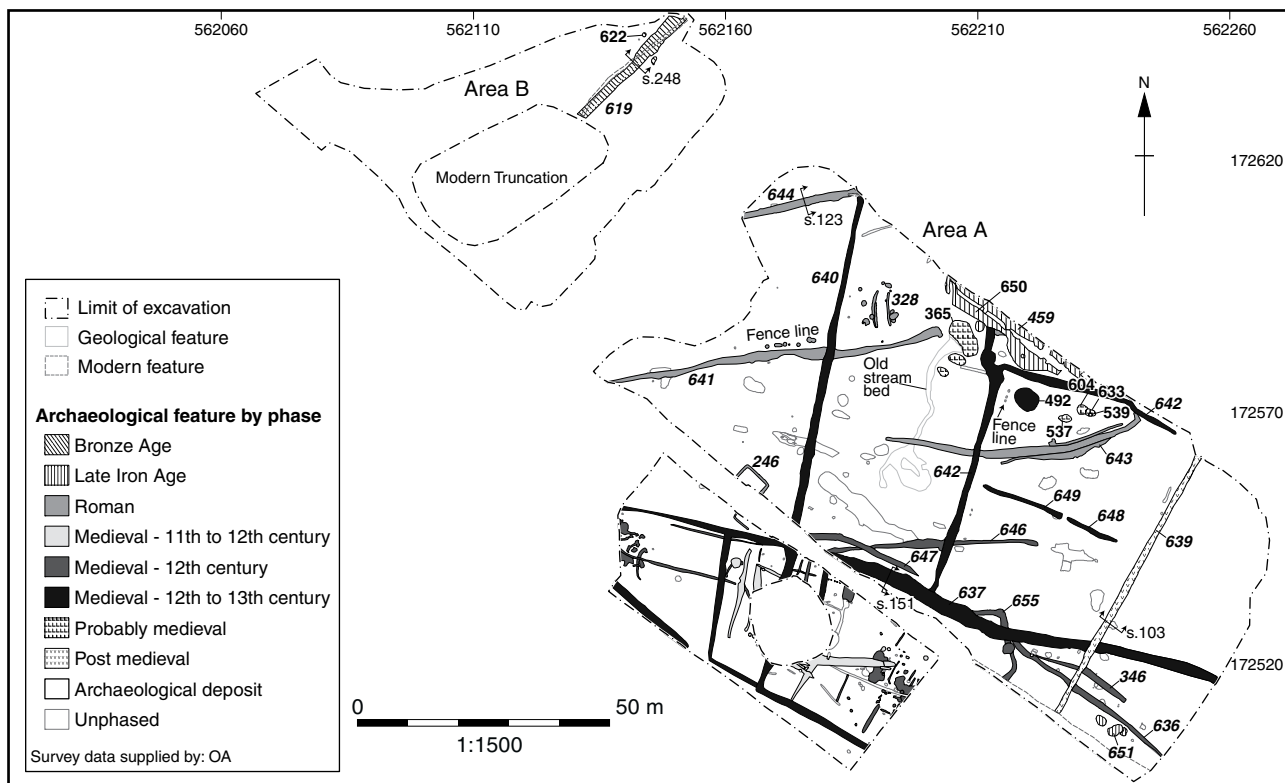 562060
562110
562160
562210
562260
622
s.248
Area B
619
N
Modern Truncation
172620
644
s.123
Area A
640
650
328
365
459
Fence line
Old
stream
bed
641
604
633
492
539
642
172570
Fence
line
537
643
246
642
649
648
646
639
647
s.151
637
655
s.103
172520
346
636
651
Limit of excavation
Geological feature
Modern feature
Archaeological feature by phase
Bronze Age
Late Iron Age
Roman
Medieval - 11th to 12th century
Medieval - 12th century
Medieval - 12th to 13th century
Probably medieval
Post medieval
Archaeological deposit
Unphased
Survey data supplied by: OA
0
50 m
1:1500